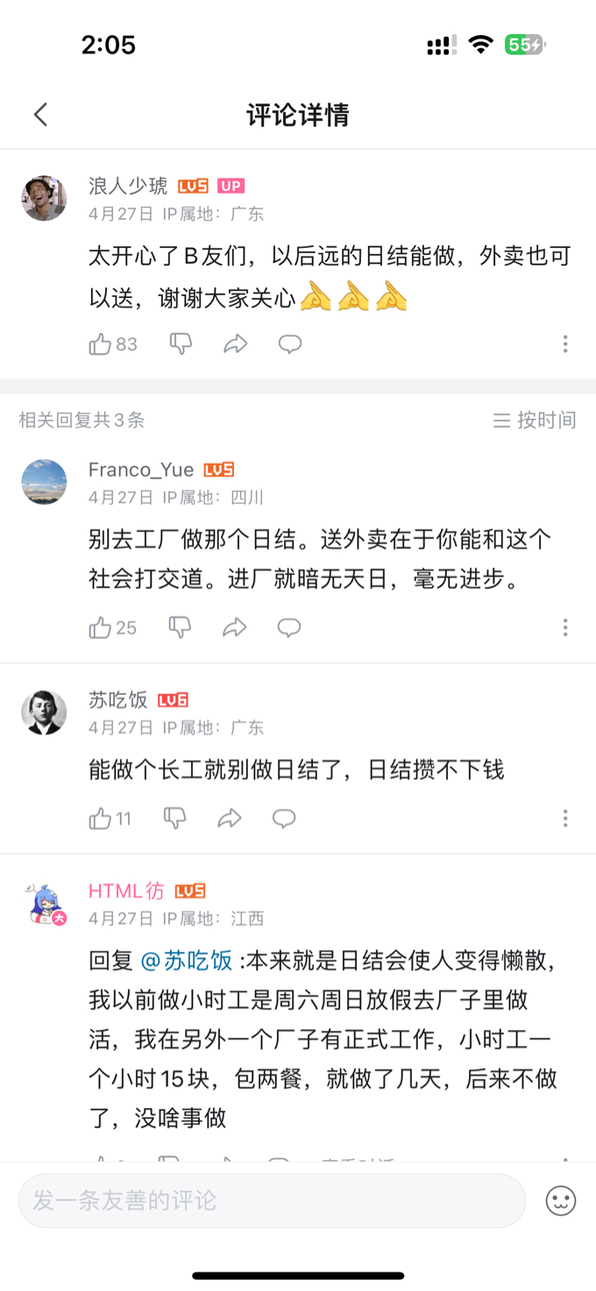 2:05
55
评论详情
浪人少琥 LV5 UP
4月27日 IP属地：广东
太开心了B友们，以后远的日结能做，外卖也可
以送，谢谢大家关心
83
相关回复共3条
按时间
Franco_Yue LV5
4月27日 IP属地：四川
别去工厂做那个日结。送外卖在于你能和这个
社会打交道。进厂就暗无天日，毫无进步。
25
苏吃饭 LV6
4月27日 IP属地：广东
能做个长工就别做日结了，日结攒不下钱
11
大
HTML彷 LV5
4月27日 IP属地：江西
回复 @苏吃饭 :本来就是日结会使人变得懒散，
我以前做小时工是周六周日放假去厂子里做
活，我在另外一个厂子有正式工作，小时工一
个小时15块，包两餐，就做了几天，后来不做
了，没啥事做
发一条友善的评论